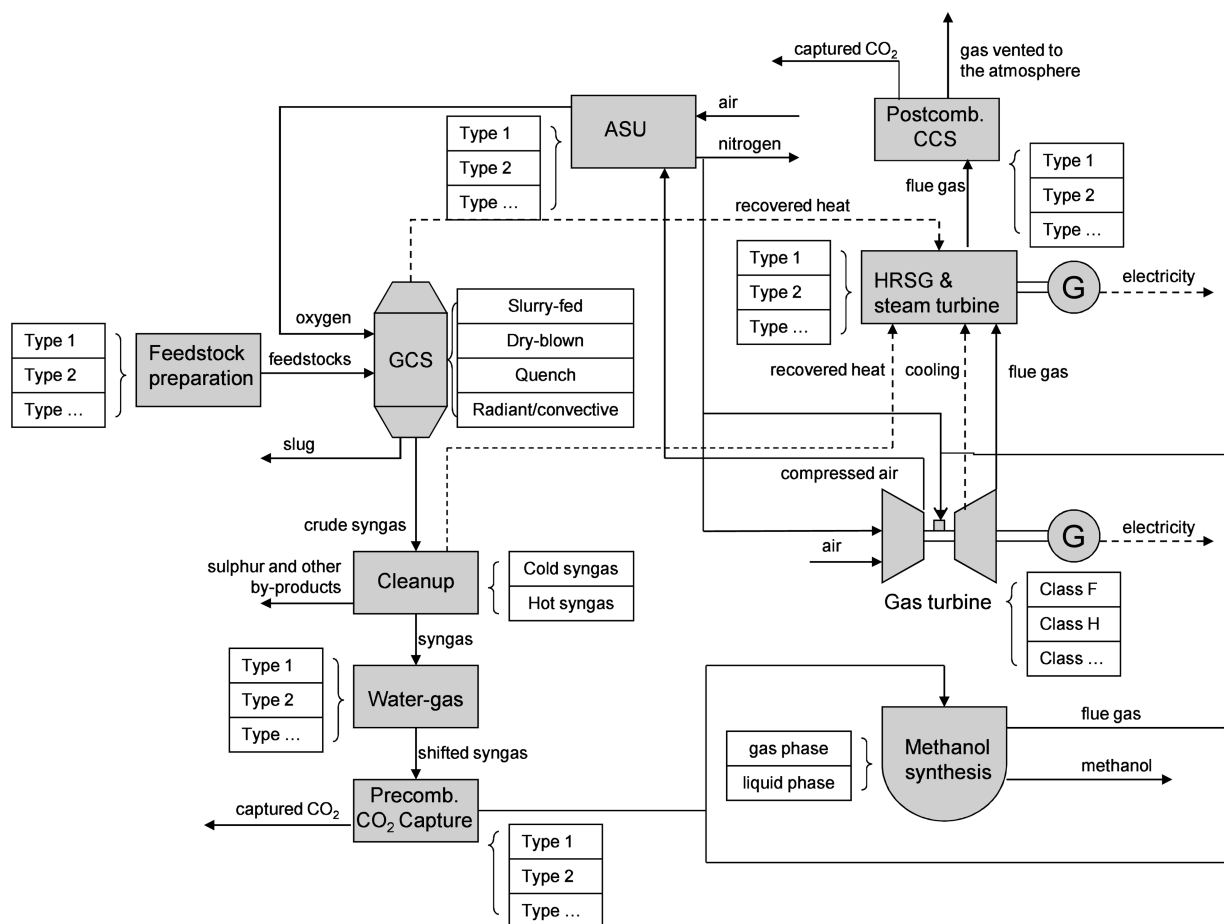 captured CO₂
gas vented to
the atmosphere
ASU
air
nitrogen
Type 1
Type 2
Type ...
Postcomb.
CCS
Type 1
Type 2
Type ...
flue gas
recovered heat
Type 1
Type 2
Type ...
HRSG &
steam turbine
G
electricity
Type 1
Type 2
Type ...
Feedstock
preparation
feedstocks
oxygen
GCS
Slurry-fed
Dry-blown
Quench
Radiant/convective
recovered heat
cooling
flue gas
slug
crude syngas
compressed air
air
Gas turbine
G
electricity
Class F
Class H
Class ...
Cleanup
sulphur and other
by-products
Cold syngas
Hot syngas
syngas
Type 1
Type 2
Type ...
Water-gas
shifted syngas
Precomb.
CO₂ Capture
captured CO₂
Type 1
Type 2
Type ...
gas phase
liquid phase
Methanol
synthesis
flue gas
methanol